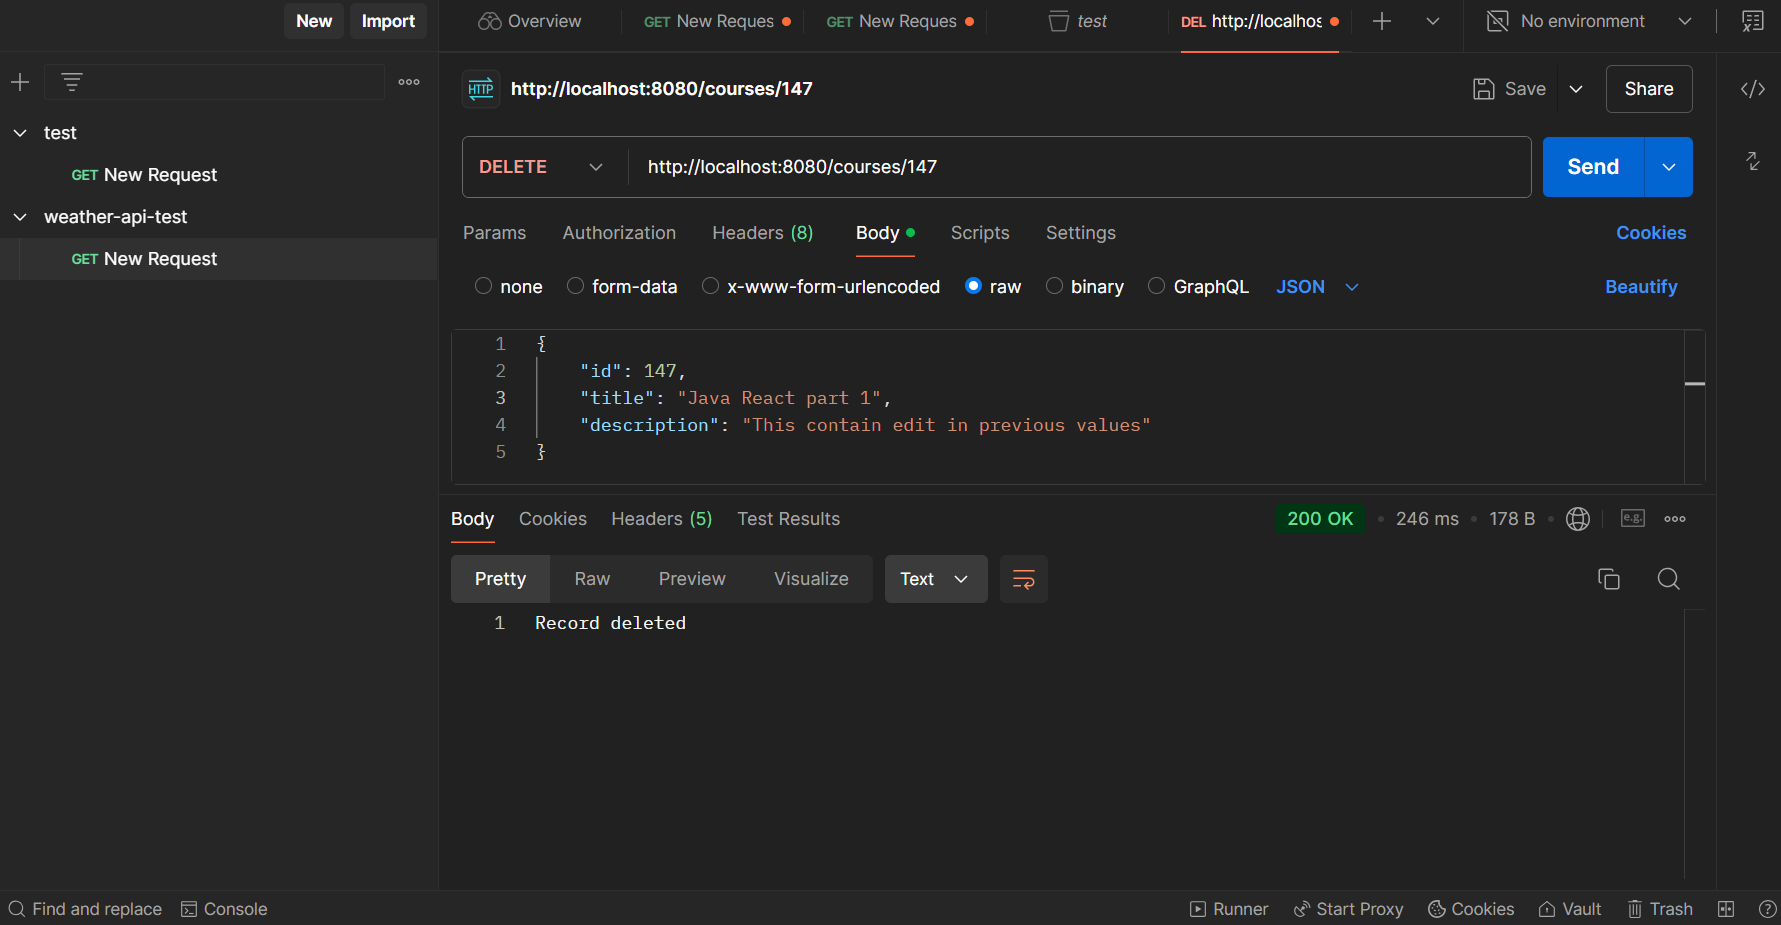 New Import
Overview GET New Reques GET New Reques test DEL http://localhos No environment
HTTP http://localhost:8080/courses/147 Save Share
test
GET New Request
weather-api-test
GET New Request
DELETE http://localhost:8080/courses/147 Send
Params Authorization Headers (8) Body Scripts Settings Cookies
none form-data x-www-form-urlencoded raw binary GraphQL JSON Beautify
1 {
2 "id": 147,
3 "title": "Java React part 1",
4 "description": "This contain edit in previous values"
5 }
Body Cookies Headers (5) Test Results 200 OK • 246 ms • 178 B • e.g.
Pretty Raw Preview Visualize Text
1 Record deleted
Find and replace Console Runner Start Proxy Cookies Vault Trash